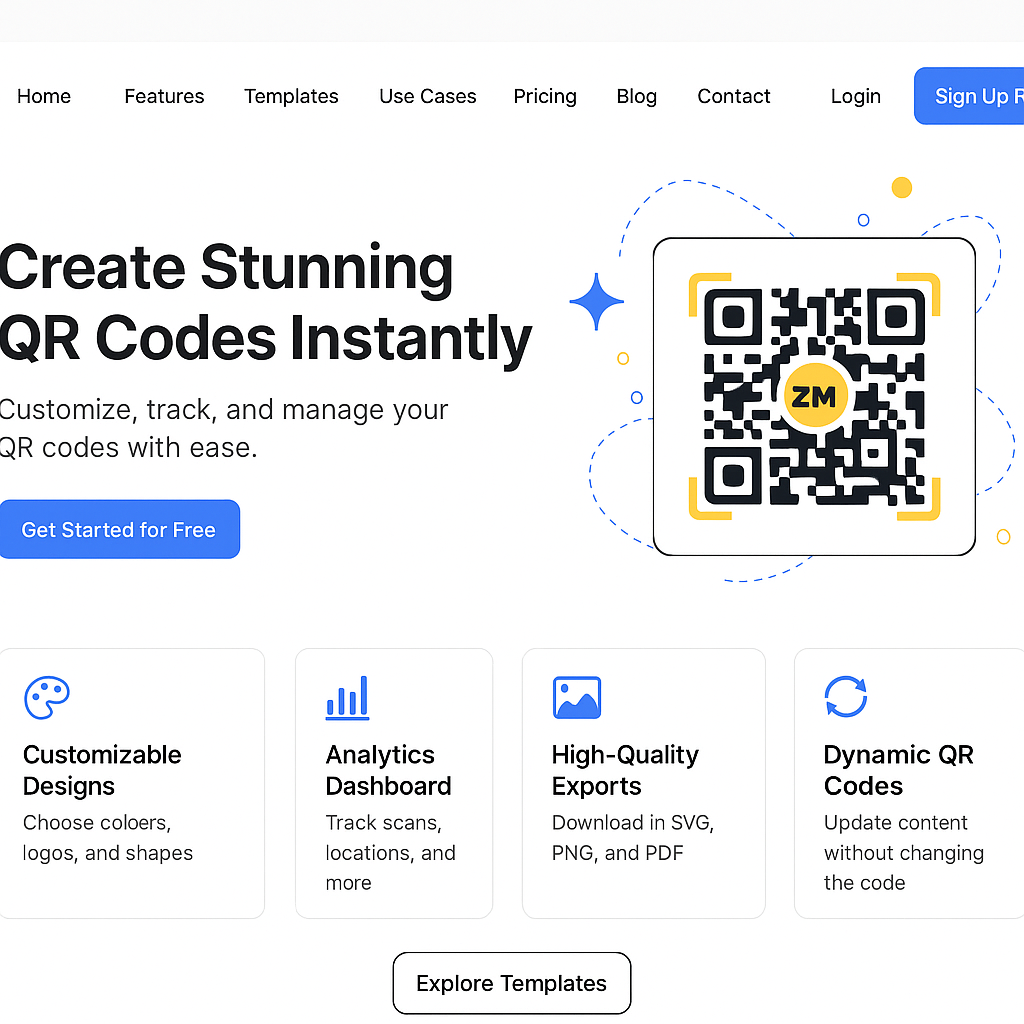 Home Features Templates Use Cases Pricing Blog Contact Login Sign Up
Create Stunning
QR Codes Instantly
Customize, track, and manage your
QR codes with ease.
Get Started for Free
ZM
Customizable
Designs
Choose coloers,
logos, and shapes
Analytics
Dashboard
Track scans,
locations, and
more
High-Quality
Exports
Download in SVG,
PNG, and PDF
Dynamic QR
Codes
Update content
without changing
the code
Explore Templates